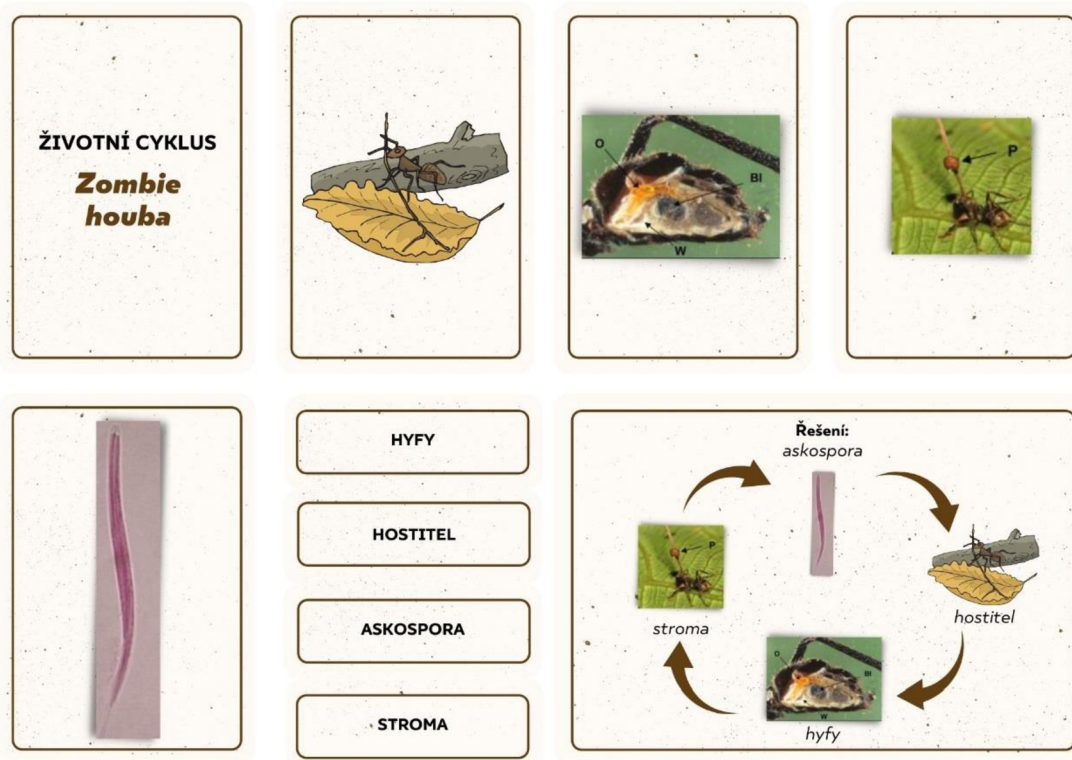 ŽIVOTNÍ CYKLUS
Zombie
houba
O
Bl
W
P
HYFY
HOSTITEL
ASKOSPORA
STROMA
Řešení:
askospora
P
stroma
hostitel
O
Bl
W
hyfy